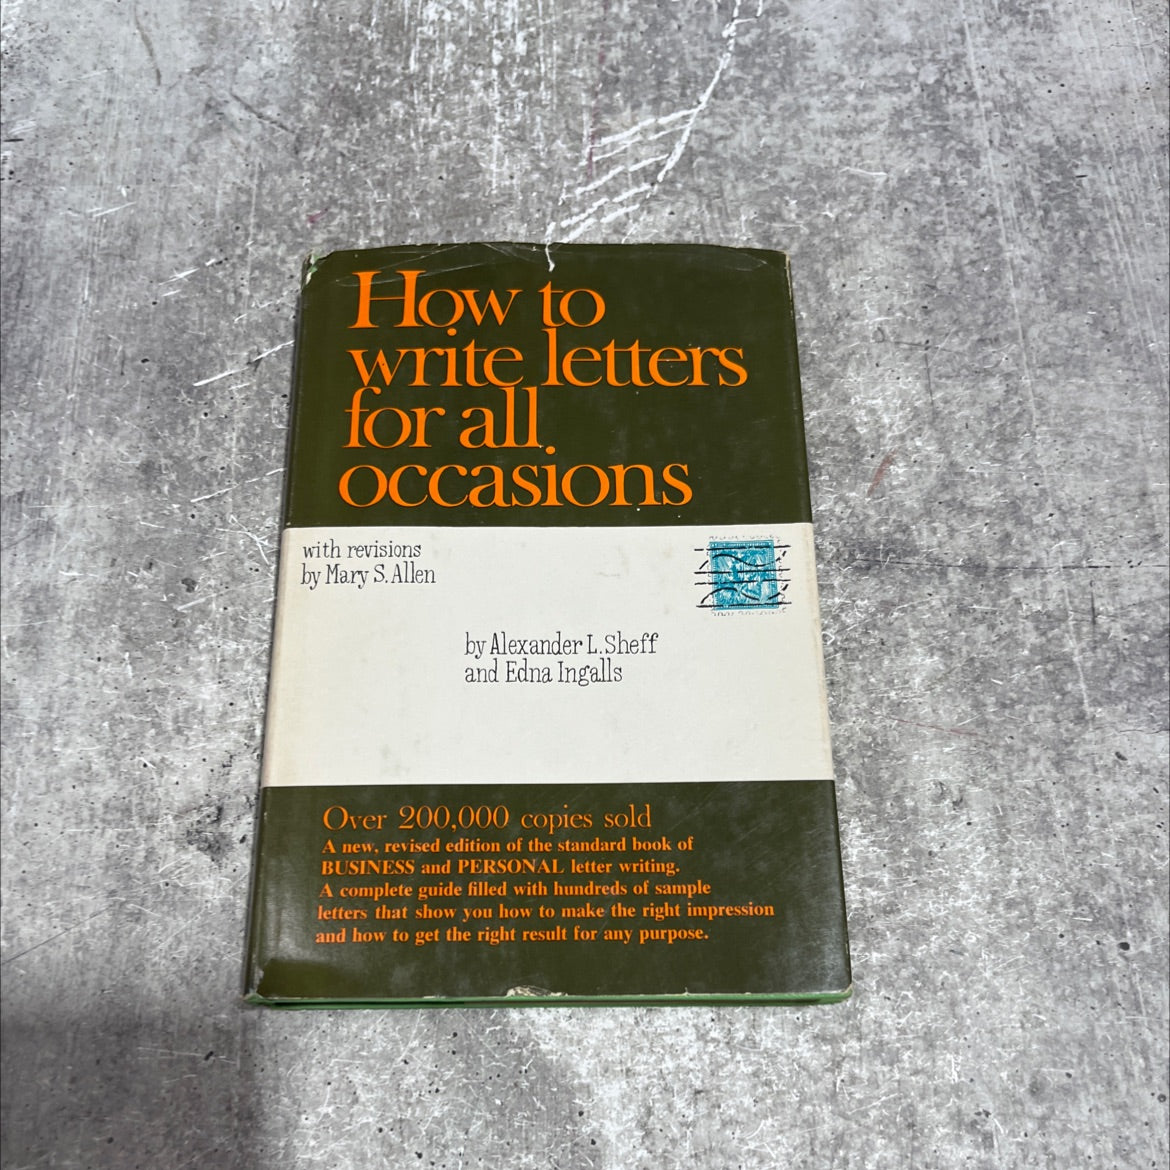 How to
write letters
for all
occasions
with revisions
by Mary S. Allen
by Alexander L. Sheff
and Edna Ingalls
Over 200,000 copies sold
A new, revised edition of the standard book of
BUSINESS and PERSONAL letter writing.
A complete guide filled with hundreds of sample
letters that show you how to make the right impression
and how to get the right result for any purpose.